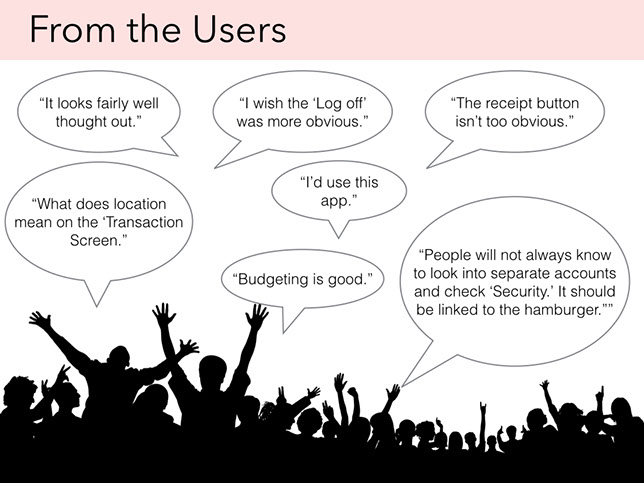 From the Users
“It looks fairly well
thought out.”
“I wish the ‘Log off’
was more obvious.”
“The receipt button
isn’t too obvious.”
“What does location
mean on the ‘Transaction
Screen.”
“I’d use this
app.”
“Budgeting is good.”
“People will not always know
to look into separate accounts
and check ‘Security.’ It should
be linked to the hamburger.””